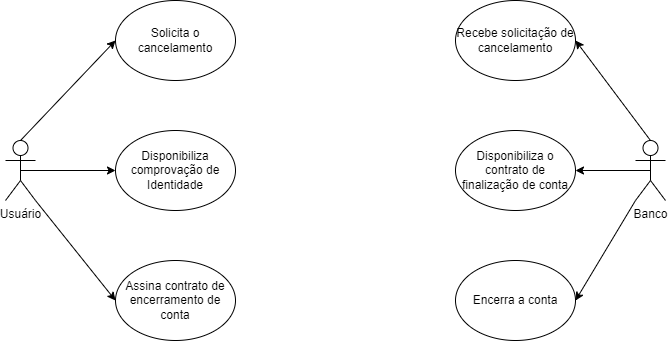 Solicita o
cancelamento
Recebe solicitação de
cancelamento
Disponibiliza
comprovação de
Identidade
Disponibiliza o
contrato de
finalização de conta
Usuário
Banco
Assina contrato de
encerramento de
conta
Encerra a conta